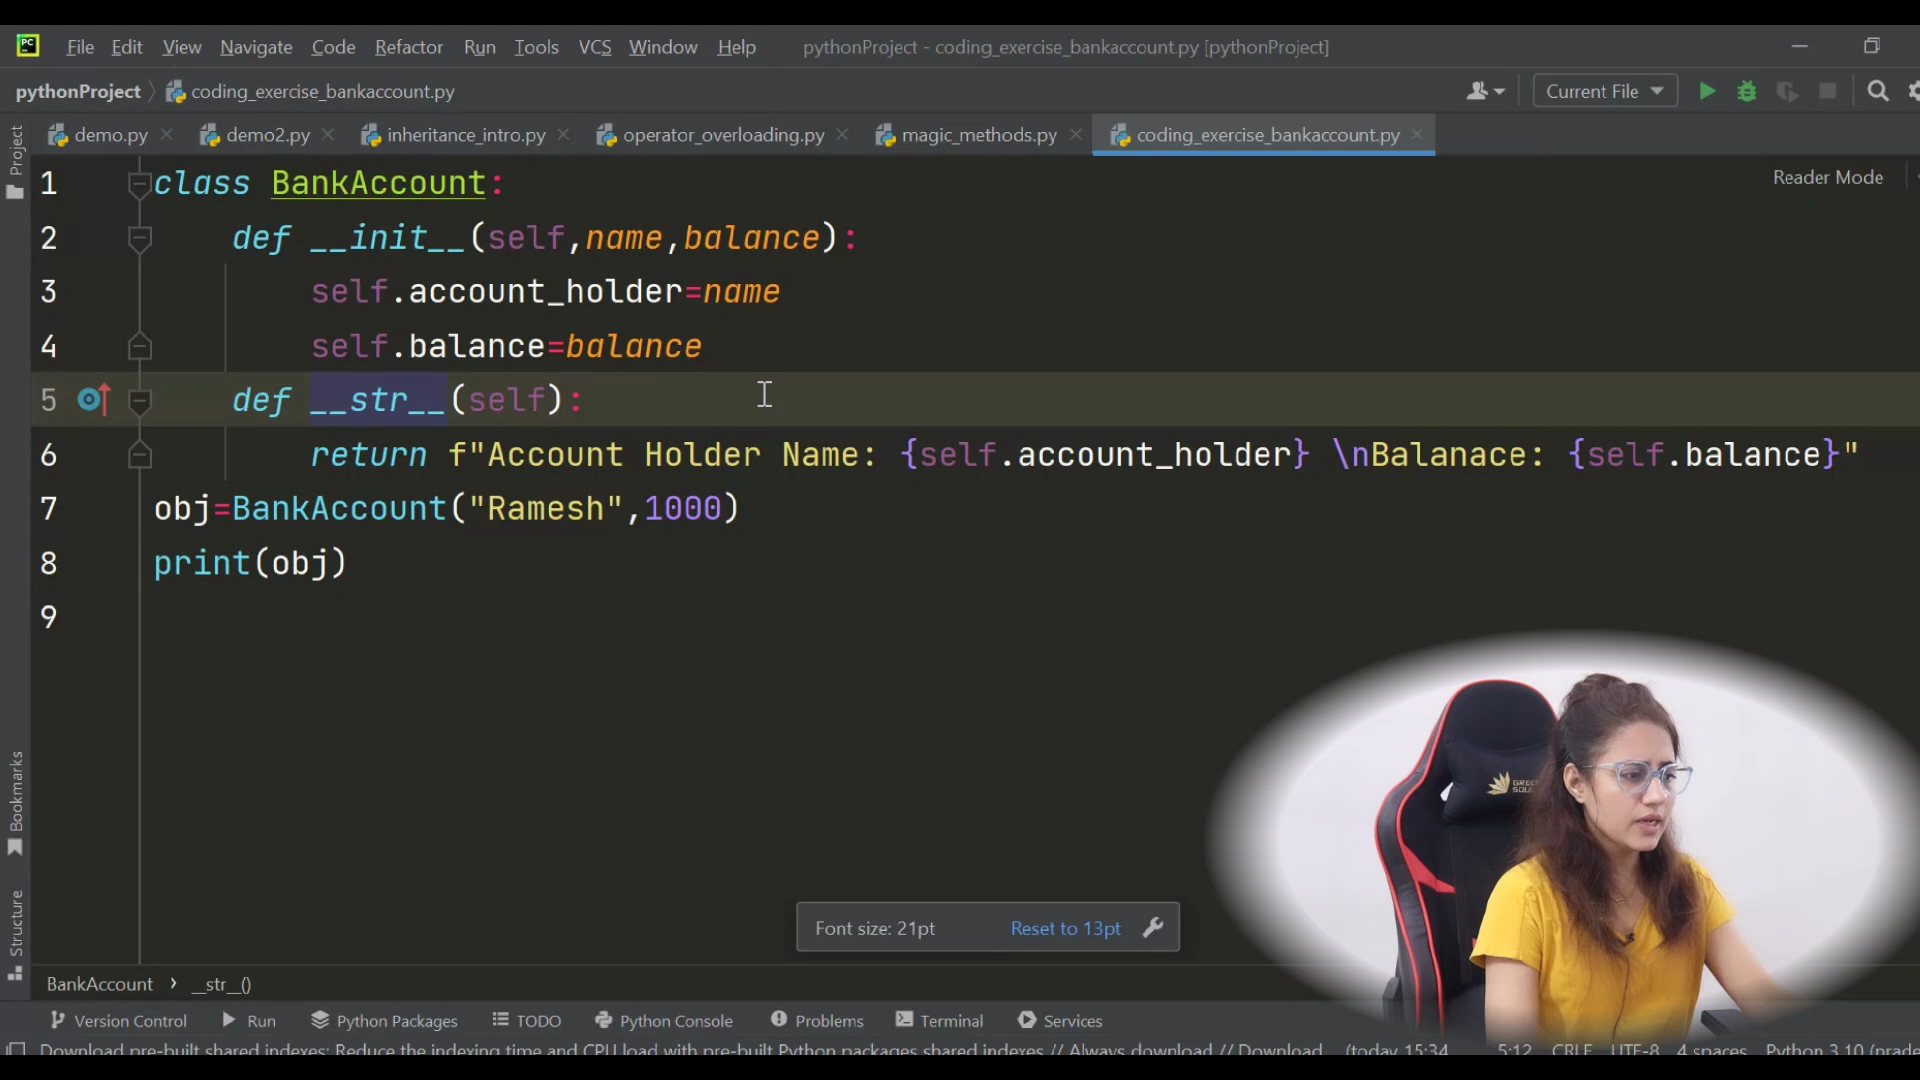 PC File Edit View Navigate Code Refactor Run Tools VCS Window Help pythonProject - coding_exercise_bankaccount.py [pythonProject]
pythonProject coding_exercise_bankaccount.py Current File
demo.py demo2.py inheritance_intro.py operator_overloading.py magic_methods.py coding_exercise_bankaccount.py
Project
Reader Mode
1 class BankAccount:
2 def __init__(self,name,balance):
3 self.account_holder=name
4 self.balance=balance
5 def __str__(self):
6 return f"Account Holder Name: {self.account_holder} \nBalanace: {self.balance}"
7 obj=BankAccount("Ramesh",1000)
8 print(obj)
9
Bookmarks
Structure
Font size: 21pt Reset to 13pt
BankAccount › __str__()
Version Control Run Python Packages TODO Python Console Problems Terminal Services
Download pre-built shared indexes: Reduce the indexing time and CPU load with pre-built Python packages shared indexes // Always download // Download... (today 15:34 5:12 CRLF UTF-8 4 spaces Python 3.10